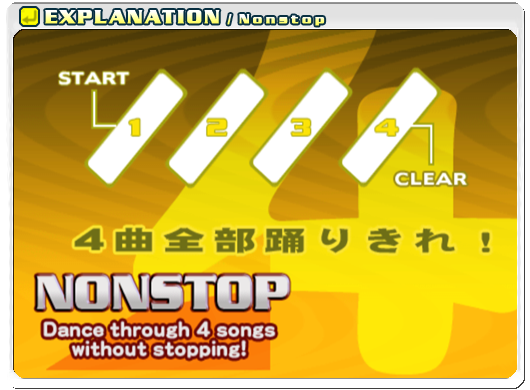 EXPLANATION / Nonstop
START
1 2 3 4
CLEAR
4
4曲全部踊りきれ！
NONSTOP
Dance through 4 songs
without stopping!